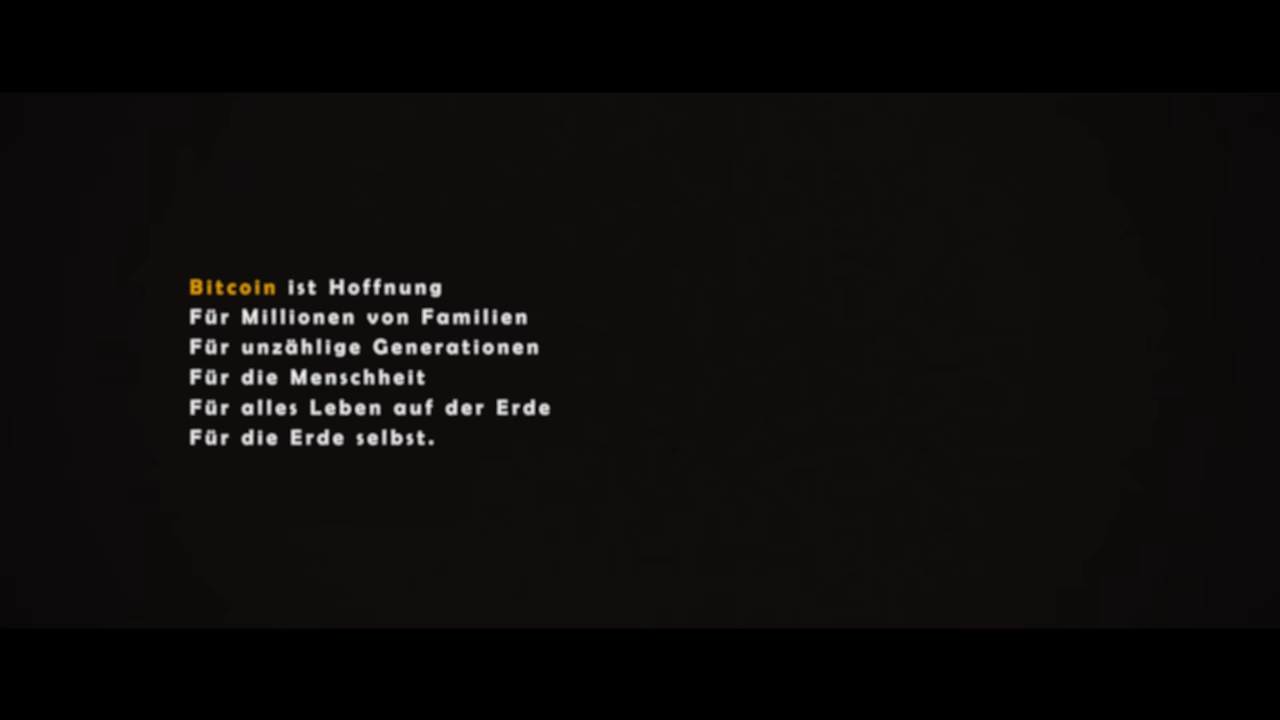 Bitcoin ist Hoffnung
Für Millionen von Familien
Für unzählige Generationen
Für die Menschheit
Für alles Leben auf der Erde
Für die Erde selbst.